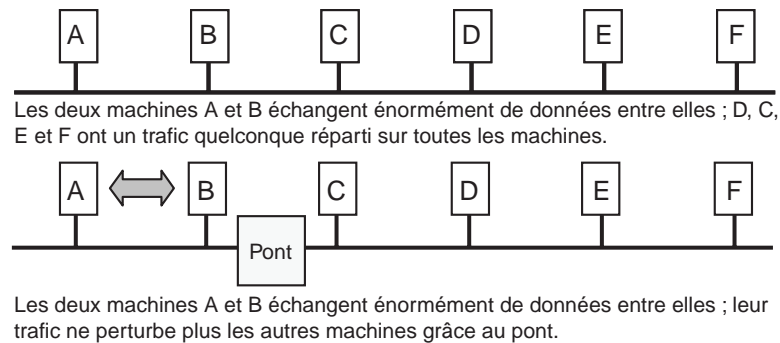 A B C D E F
Les deux machines A et B échangent énormément de données entre elles ; D, C,
E et F ont un trafic quelconque réparti sur toutes les machines.
A B C D E F
Pont
Les deux machines A et B échangent énormément de données entre elles ; leur
trafic ne perturbe plus les autres machines grâce au pont.